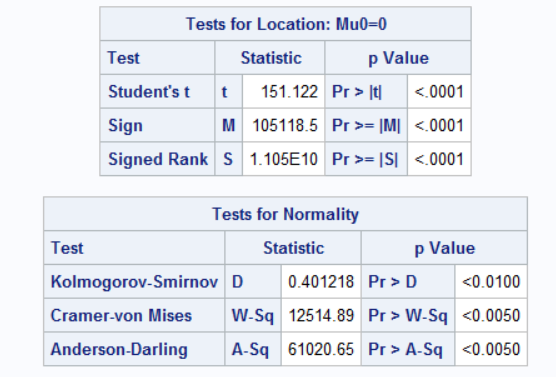 Tests for Location: Mu0=0
Test Statistic p Value
Student's t t 151.122 Pr > |t| <.0001
Sign M 105118.5 Pr >= |M| <.0001
Signed Rank S 1.105E10 Pr >= |S| <.0001
Tests for Normality
Test Statistic p Value
Kolmogorov-Smirnov D 0.401218 Pr > D <0.0100
Cramer-von Mises W-Sq 12514.89 Pr > W-Sq <0.0050
Anderson-Darling A-Sq 61020.65 Pr > A-Sq <0.0050